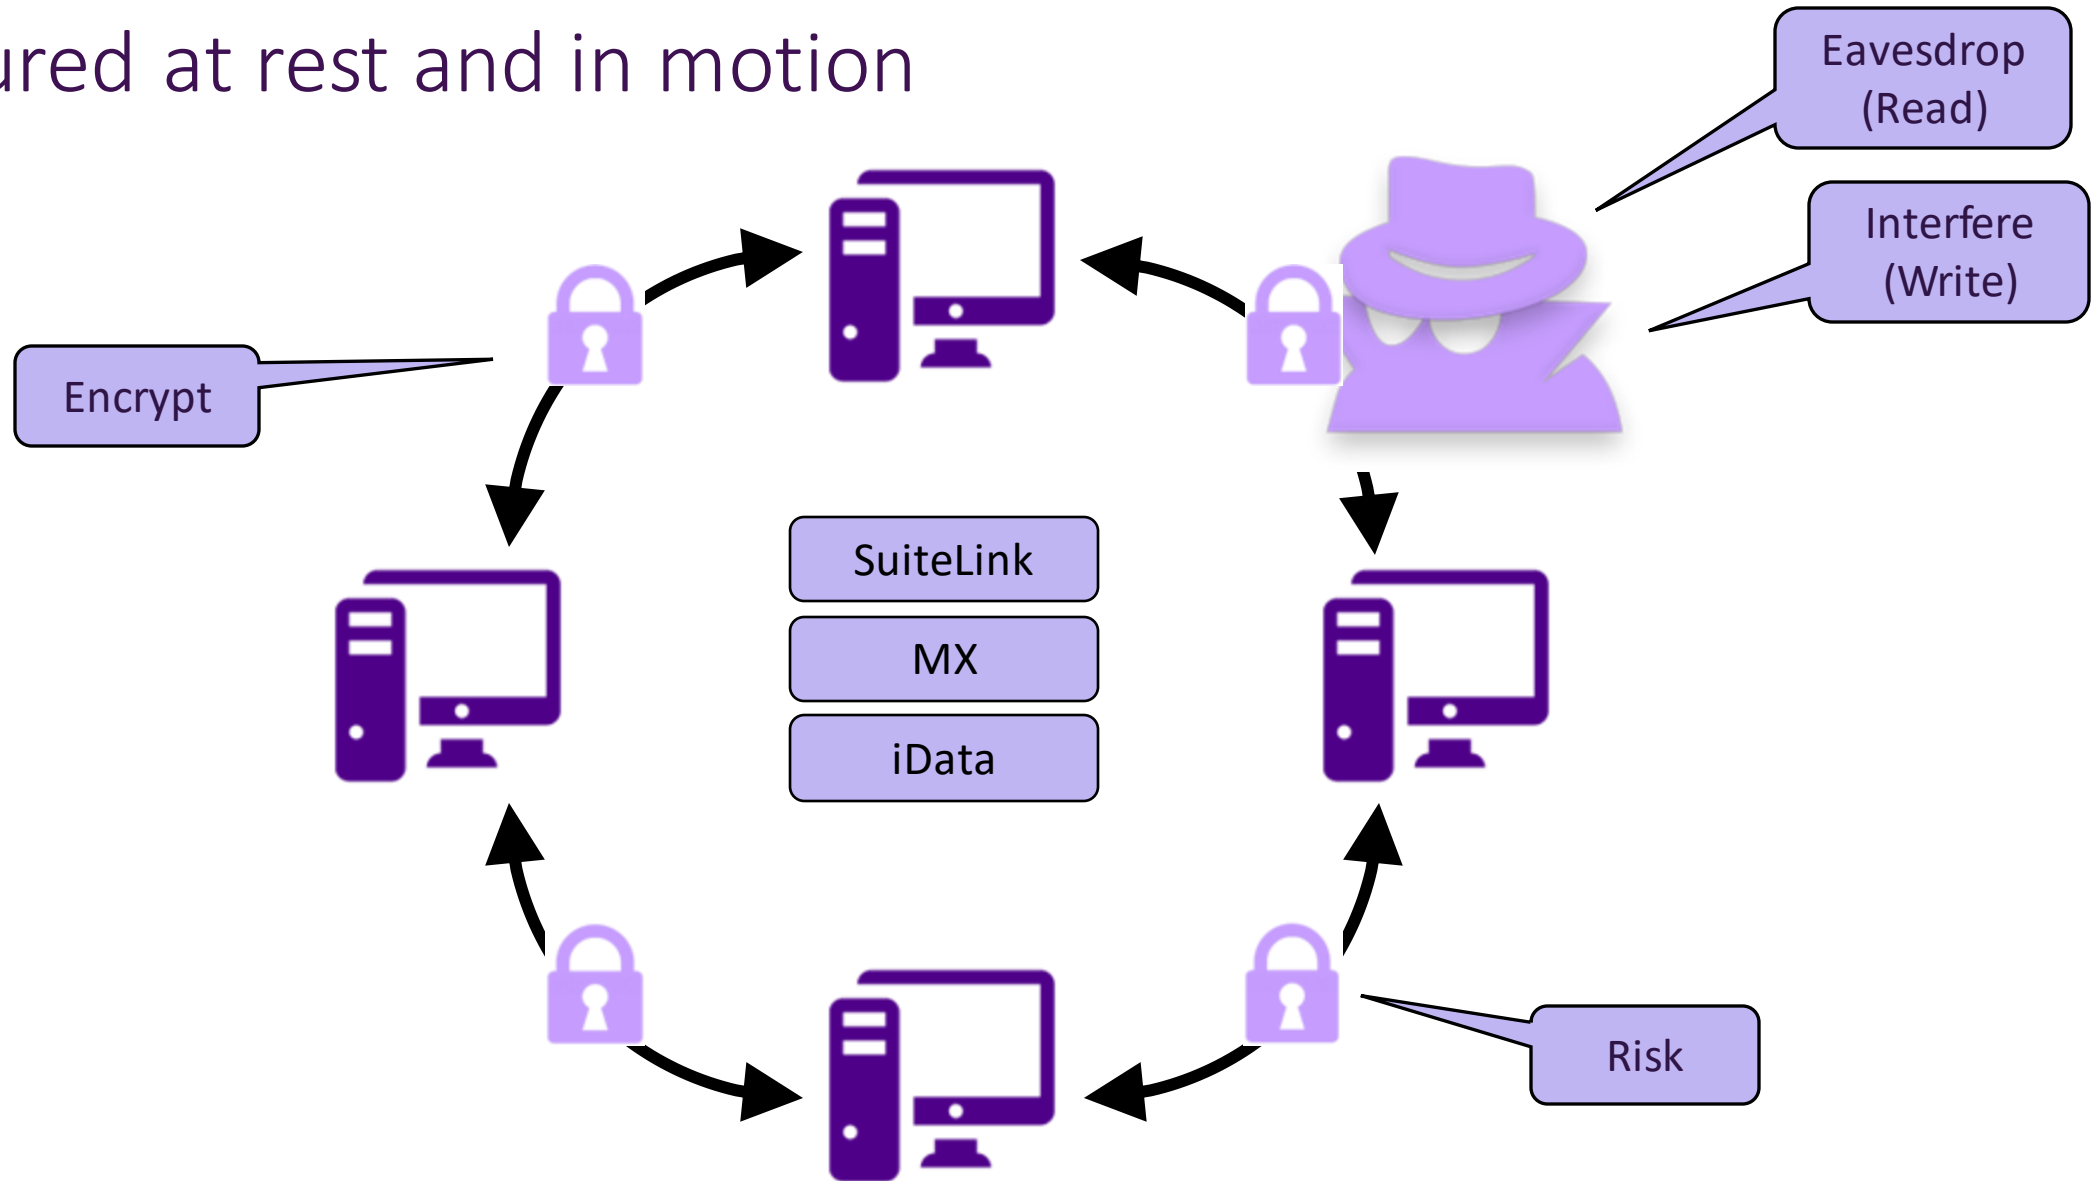 ured at rest and in motion
Eavesdrop
(Read)
Interfere
(Write)
Encrypt
SuiteLink
MX
iData
Risk